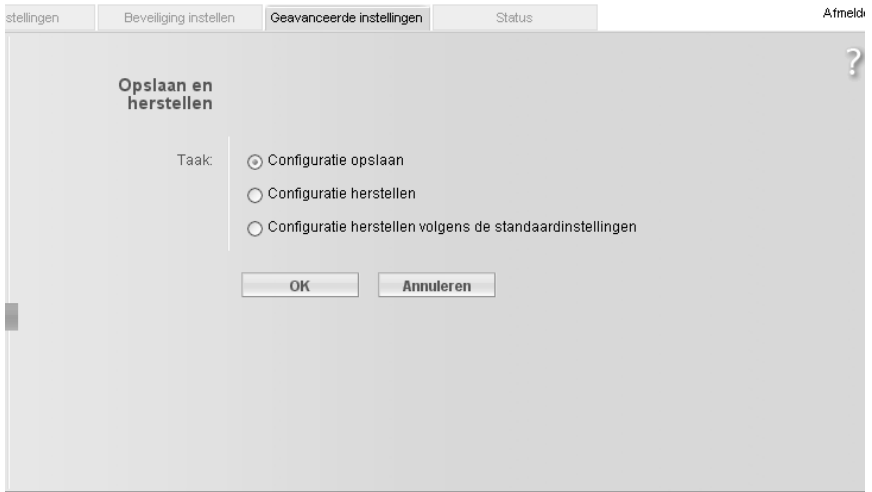 stellingen Beveiliging instellen Geavanceerde instellingen Status Afmelde
?
Opslaan en
herstellen
Taak: Configuratie opslaan
Configuratie herstellen
Configuratie herstellen volgens de standaardinstellingen
OK Annuleren